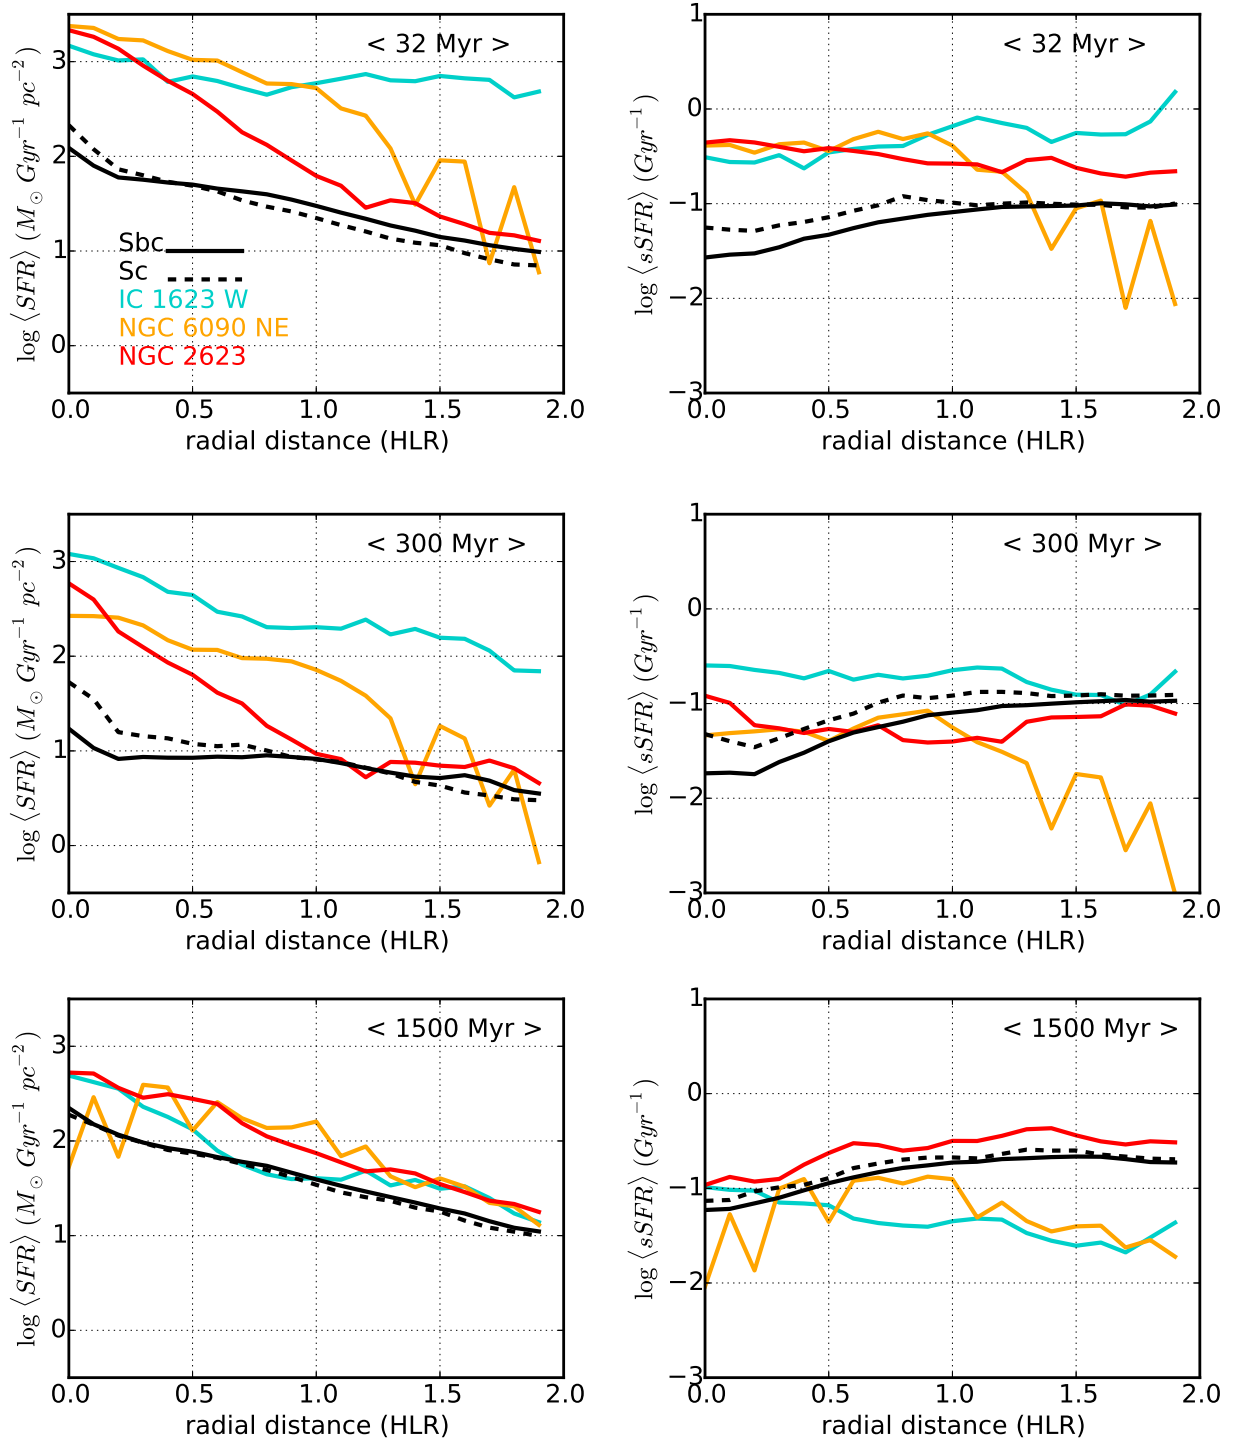 < 32 Myr >
log ⟨SFR⟩ (M⊙ Gyr⁻¹ pc⁻²)
3
2
1
0
Sbc
Sc
IC 1623 W
NGC 6090 NE
NGC 2623
0.0 0.5 1.0 1.5 2.0
radial distance (HLR)
< 32 Myr >
log ⟨sSFR⟩ (Gyr⁻¹)
1
0
−1
−2
−3
0.0 0.5 1.0 1.5 2.0
radial distance (HLR)
< 300 Myr >
log ⟨SFR⟩ (M⊙ Gyr⁻¹ pc⁻²)
3
2
1
0
0.0 0.5 1.0 1.5 2.0
radial distance (HLR)
< 300 Myr >
log ⟨sSFR⟩ (Gyr⁻¹)
1
0
−1
−2
−3
0.0 0.5 1.0 1.5 2.0
radial distance (HLR)
< 1500 Myr >
log ⟨SFR⟩ (M⊙ Gyr⁻¹ pc⁻²)
3
2
1
0
0.0 0.5 1.0 1.5 2.0
radial distance (HLR)
< 1500 Myr >
log ⟨sSFR⟩ (Gyr⁻¹)
1
0
−1
−2
−3
0.0 0.5 1.0 1.5 2.0
radial distance (HLR)